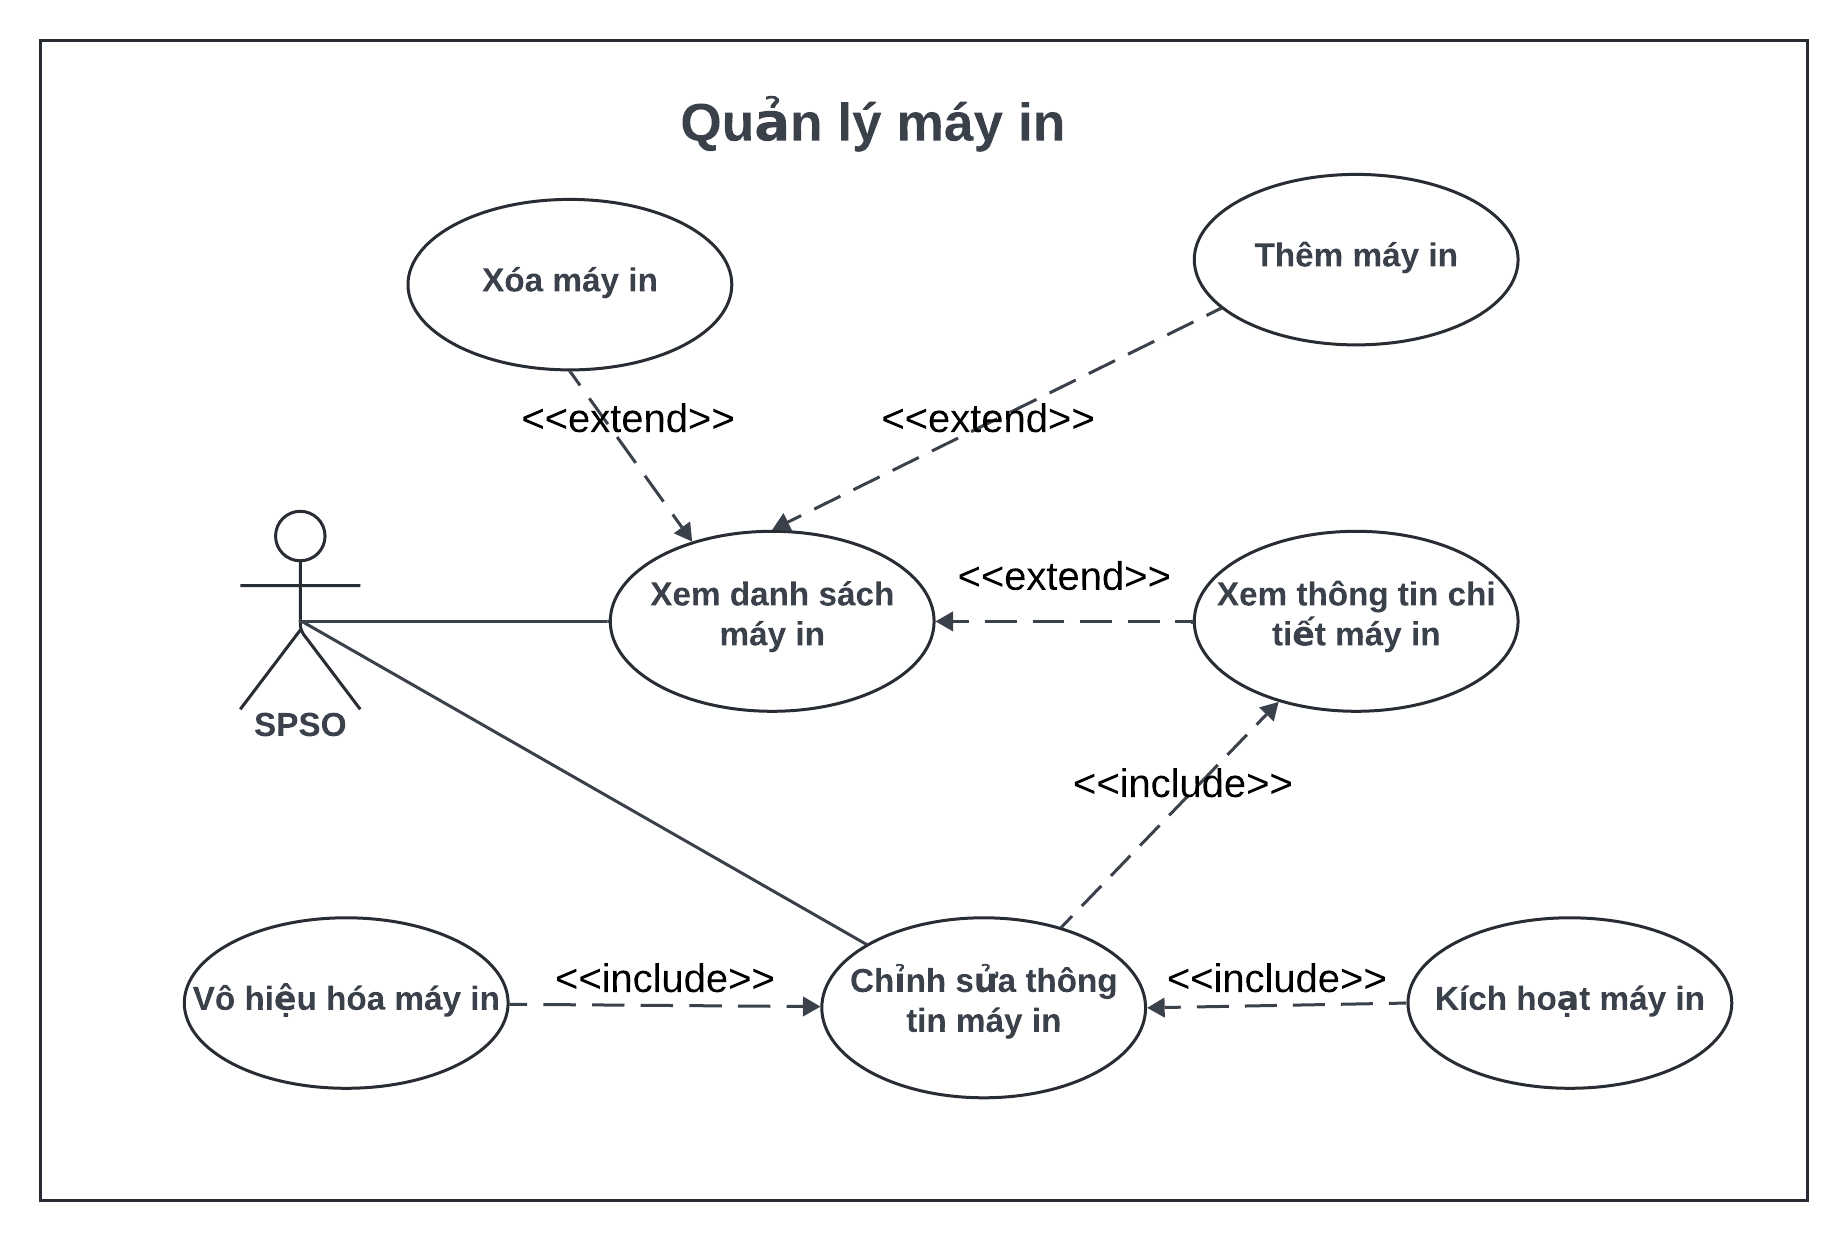 Quản lý máy in
Xóa máy in
Thêm máy in
<<extend>>
<<extend>>
SPSO
Xem danh sách
máy in
<<extend>>
Xem thông tin chi
tiết máy in
<<include>>
Vô hiệu hóa máy in
<<include>>
Chỉnh sửa thông
tin máy in
<<include>>
Kích hoạt máy in